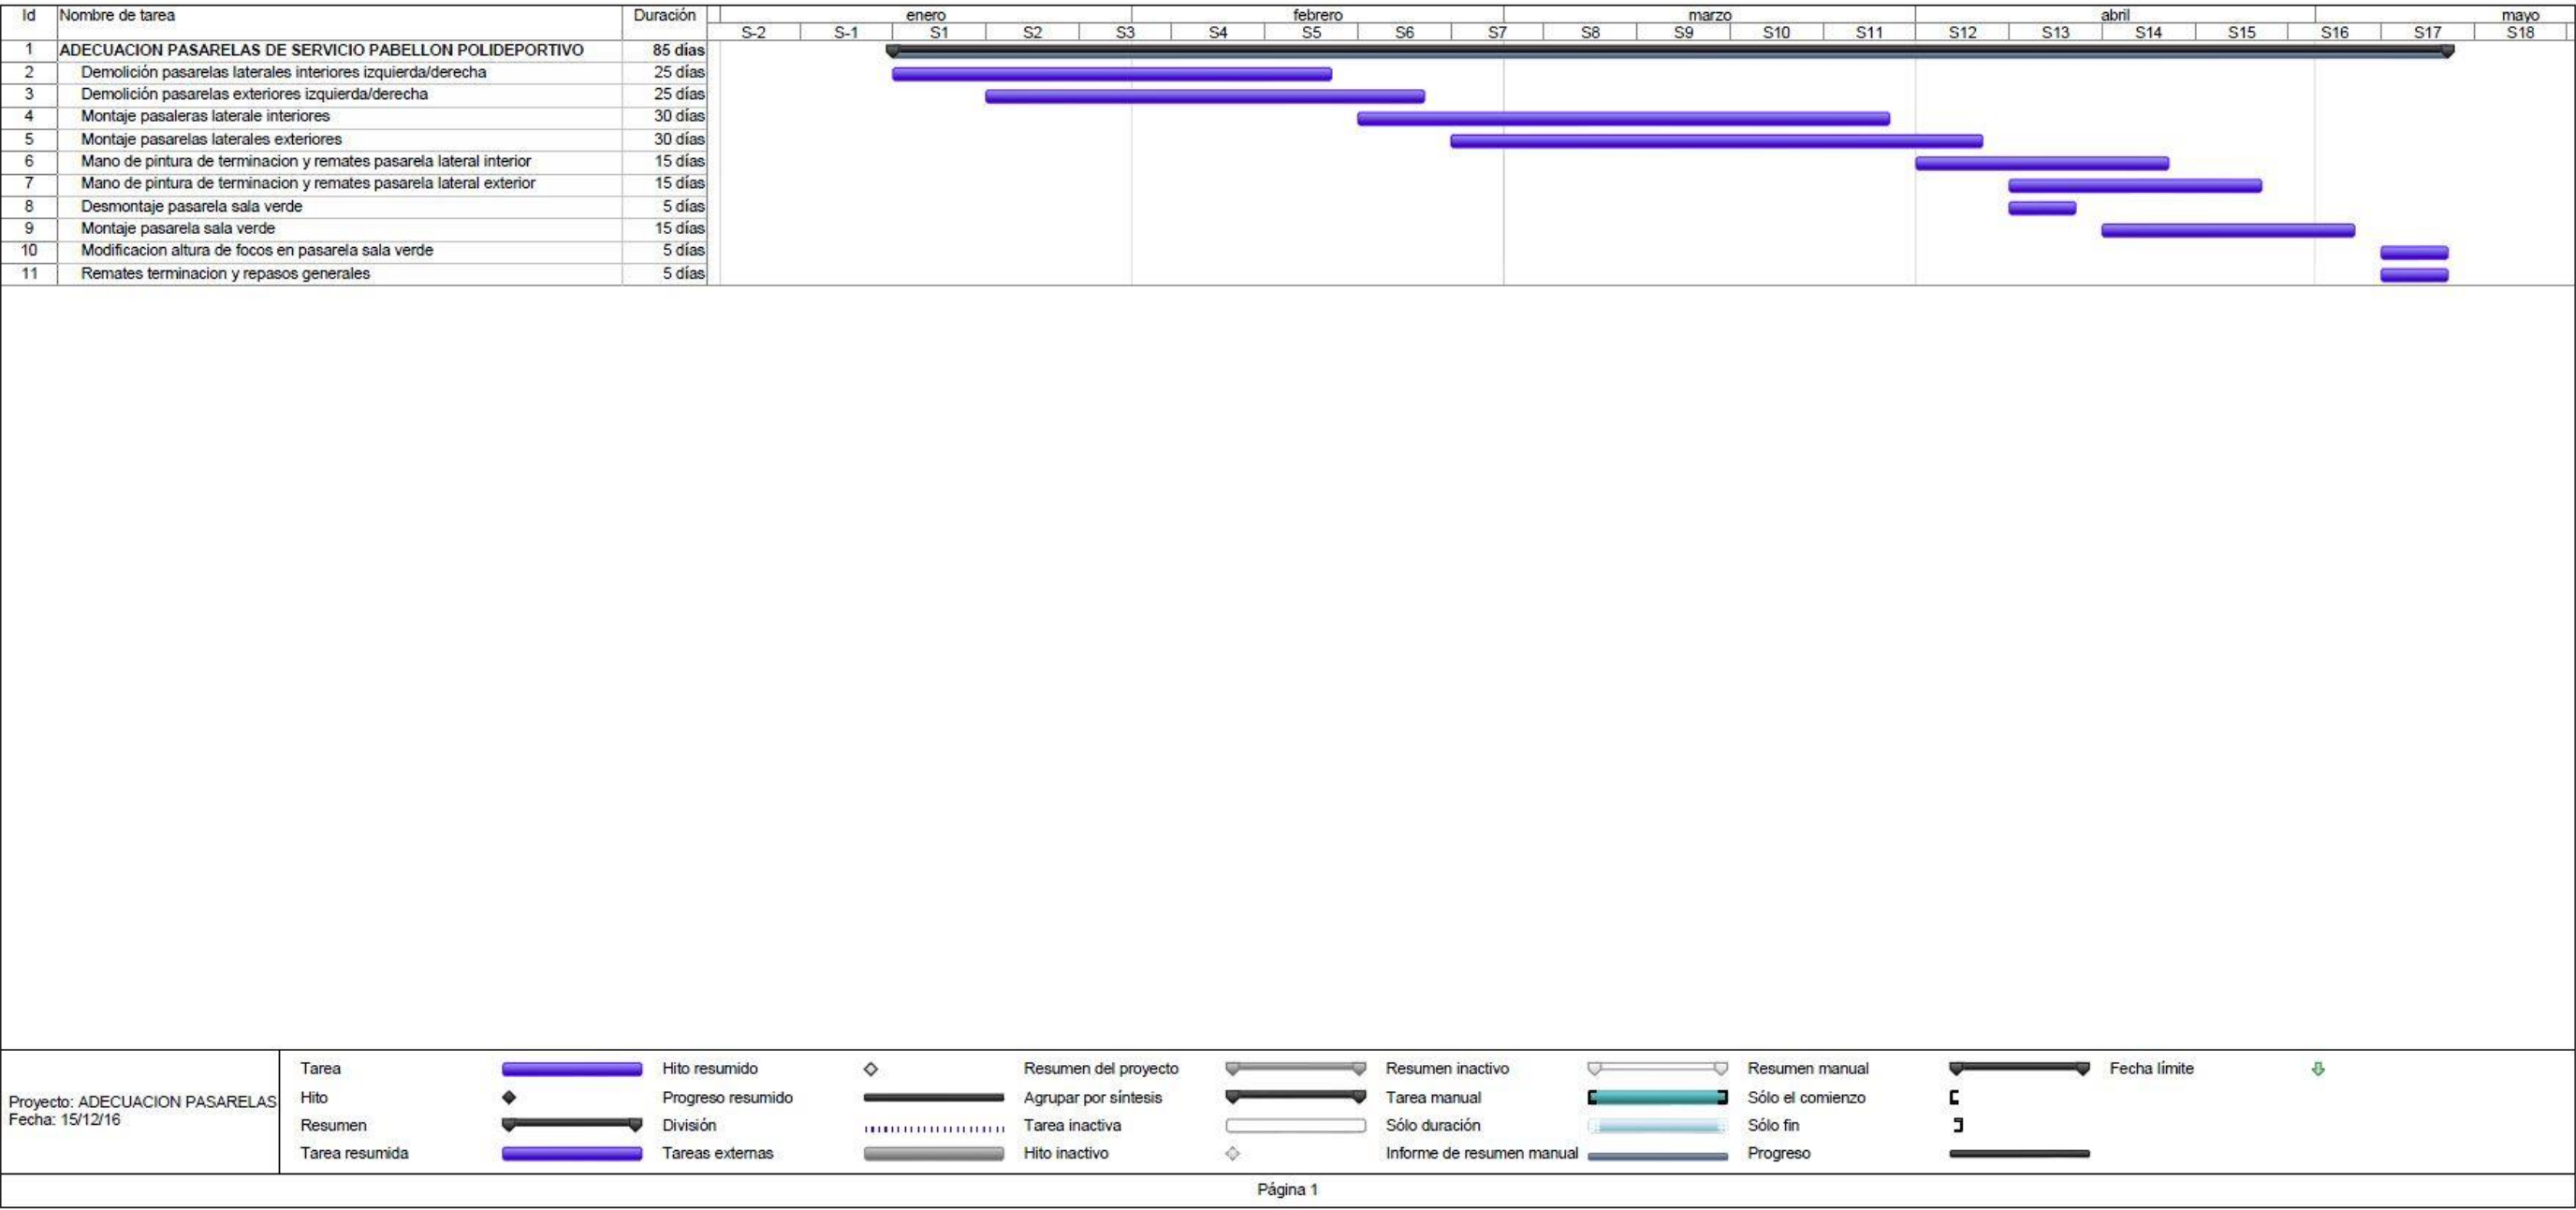 Id Nombre de tarea Duración enero febrero marzo abril mayo
S-2 S-1 S1 S2 S3 S4 S5 S6 S7 S8 S9 S10 S11 S12 S13 S14 S15 S16 S17 S18
1 ADECUACION PASARELAS DE SERVICIO PABELLON POLIDEPORTIVO 85 días
2 Demolición pasarelas laterales interiores izquierda/derecha 25 días
3 Demolición pasarelas exteriores izquierda/derecha 25 días
4 Montaje pasaleras laterale interiores 30 días
5 Montaje pasarelas laterales exteriores 30 días
6 Mano de pintura de terminacion y remates pasarela lateral interior 15 días
7 Mano de pintura de terminacion y remates pasarela lateral exterior 15 días
8 Desmontaje pasarela sala verde 5 días
9 Montaje pasarela sala verde 15 días
10 Modificacion altura de focos en pasarela sala verde 5 días
11 Remates terminacion y repasos generales 5 días
Proyecto: ADECUACION PASARELAS
Fecha: 15/12/16
Tarea Hito resumido Resumen del proyecto Resumen inactivo Resumen manual Fecha límite
Hito Progreso resumido Agrupar por síntesis Tarea manual Sólo el comienzo
Resumen División Tarea inactiva Sólo duración Sólo fin
Tarea resumida Tareas externas Hito inactivo Informe de resumen manual Progreso
Página 1